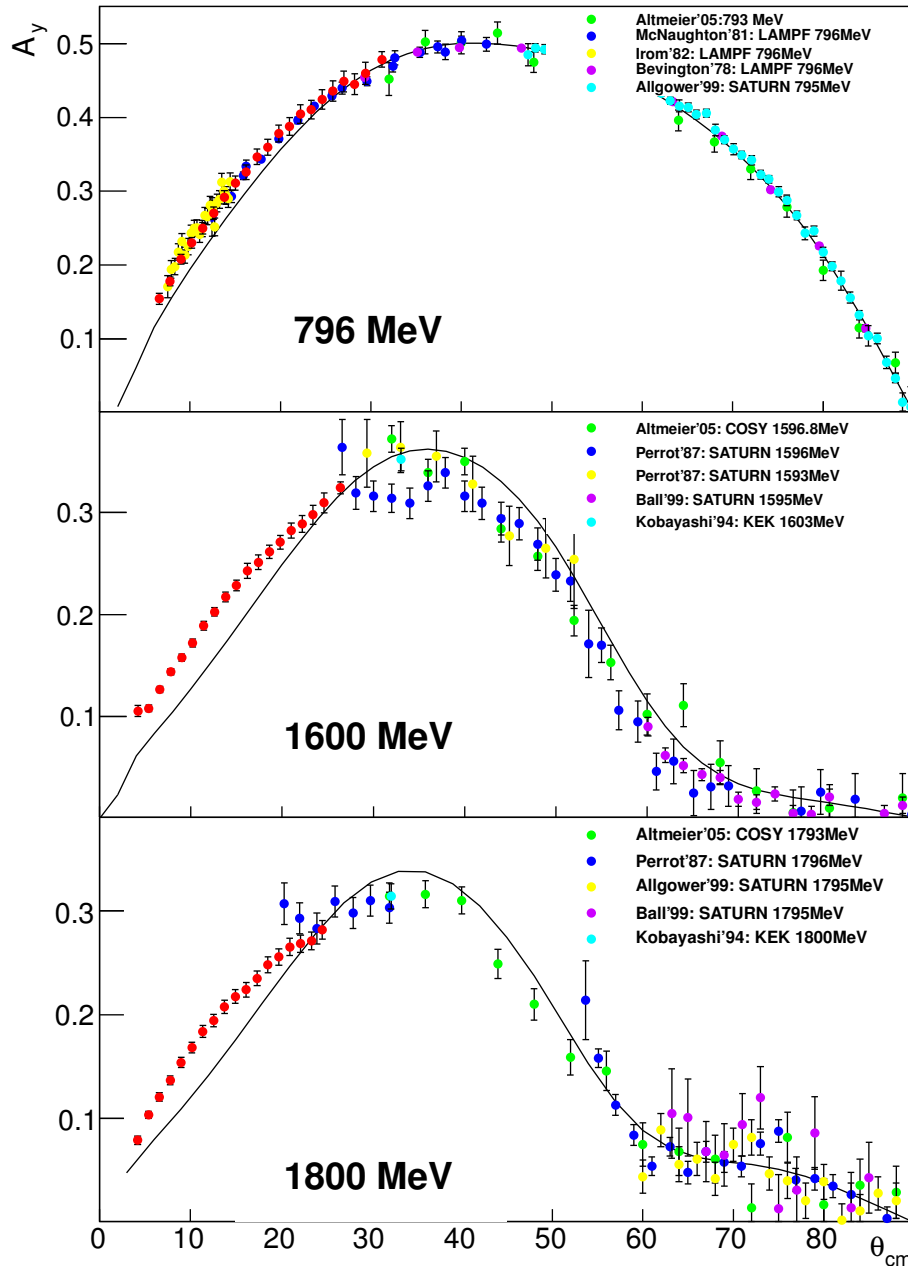 A_y
0.5
0.4
0.3
0.2
0.1
Altmeier'05:793 MeV
McNaughton'81: LAMPF 796MeV
Irom'82: LAMPF 796MeV
Bevington'78: LAMPF 796MeV
Allgower'99: SATURN 795MeV
796 MeV
0.3
0.2
0.1
Altmeier'05: COSY 1596.8MeV
Perrot'87: SATURN 1596MeV
Perrot'87: SATURN 1593MeV
Ball'99: SATURN 1595MeV
Kobayashi'94: KEK 1603MeV
1600 MeV
0.3
0.2
0.1
Altmeier'05: COSY 1793MeV
Perrot'87: SATURN 1796MeV
Allgower'99: SATURN 1795MeV
Ball'99: SATURN 1795MeV
Kobayashi'94: KEK 1800MeV
1800 MeV
0 10 20 30 40 50 60 70 80 θ_cm